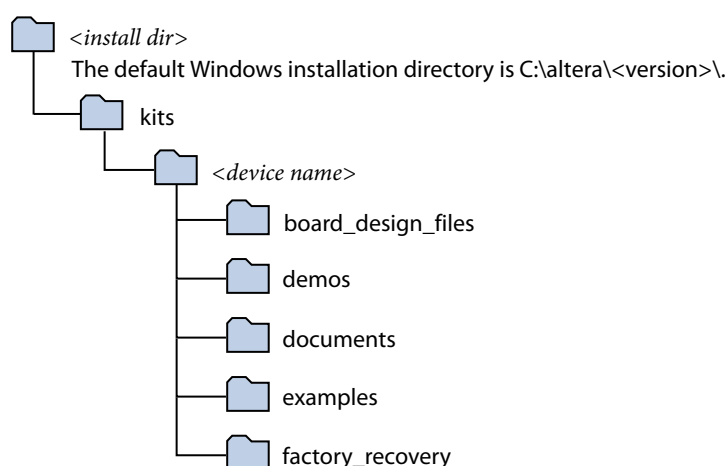 <install dir>
The default Windows installation directory is C:\altera\<version>\.
kits
<device name>
board_design_files
demos
documents
examples
factory_recovery